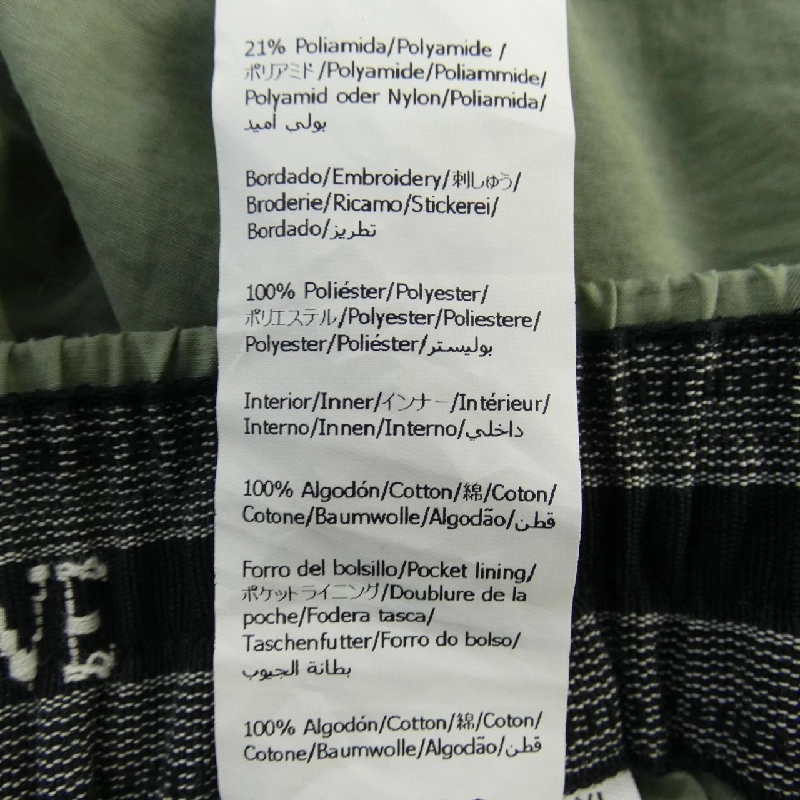 21% Poliamida/Polyamide /
ポリアミド/Polyamide/Poliammide/
Polyamid oder Nylon/Poliamida/
بولي أميد
Bordado/Embroidery/刺しゅう/
Broderie/Ricamo/Stickerei/
Bordado/تطريز
100% Poliéster/Polyester/
ポリエステル/Polyester/Poliestere/
Polyester/Poliéster/بوليستر
Interior/Inner/インナー/Intérieur/
Interno/Innen/Interno/داخلي
100% Algodón/Cotton/綿/Coton/
Cotone/Baumwolle/Algodão/قطن
Forro del bolsillo/Pocket lining/
ポケットライニング/Doublure de la
poche/Fodera tasca/
Taschenfutter/Forro do bolso/
بطانة الجيوب
100% Algodón/Cotton/綿/Coton/
Cotone/Baumwolle/Algodão/قطن
VE